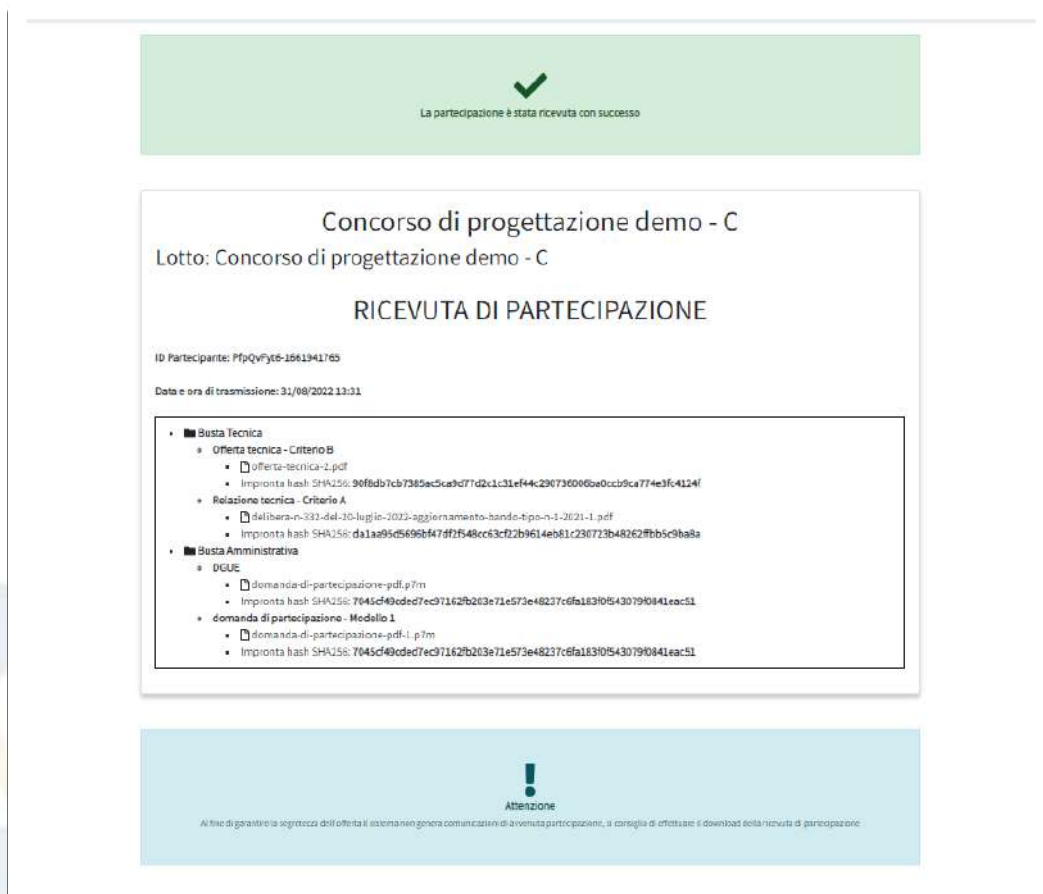 La partecipazione è stata ricevuta con successo
Concorso di progettazione demo - C
Lotto: Concorso di progettazione demo - C
RICEVUTA DI PARTECIPAZIONE
ID Partecipante: PfpQvFyt6-1661941765
Data e ora di trasmissione: 31/08/2022 13:31
Busta Tecnica
Offerta tecnica - Criterio B
offerta-tecnica-2.pdf
Impronta hash SHA256: 90f8db7cb7385ac5ca9d77d2c1c31ef44c290736006ba0ccb9ca774e3fc4124f
Relazione tecnica - Criterio A
delibera-n-332-del-20-luglio-2022-aggiornamento-bando-tipo-n-1-2021-1.pdf
Impronta hash SHA256: da1aa95d5696bf47df2f548cc63cf22b9614eb81c230723b48262ffbb5c9ba8a
Busta Amministrativa
DGUE
domanda-di-partecipazione-pdf.p7m
Impronta hash SHA256: 7045cf49cded7ec97162fb203e71e573e48237c6fa183f0f543079f0841eac51
domanda di partecipazione - Modello 1
domanda-di-partecipazione-pdf-1.p7m
Impronta hash SHA256: 7045cf49cded7ec97162fb203e71e573e48237c6fa183f0f543079f0841eac51
Attenzione
Al fine di garantire la segretezza dell'offerta il sistema non genera comunicazioni di avvenuta partecipazione, si consiglia di effettuare il download della ricevuta di partecipazione